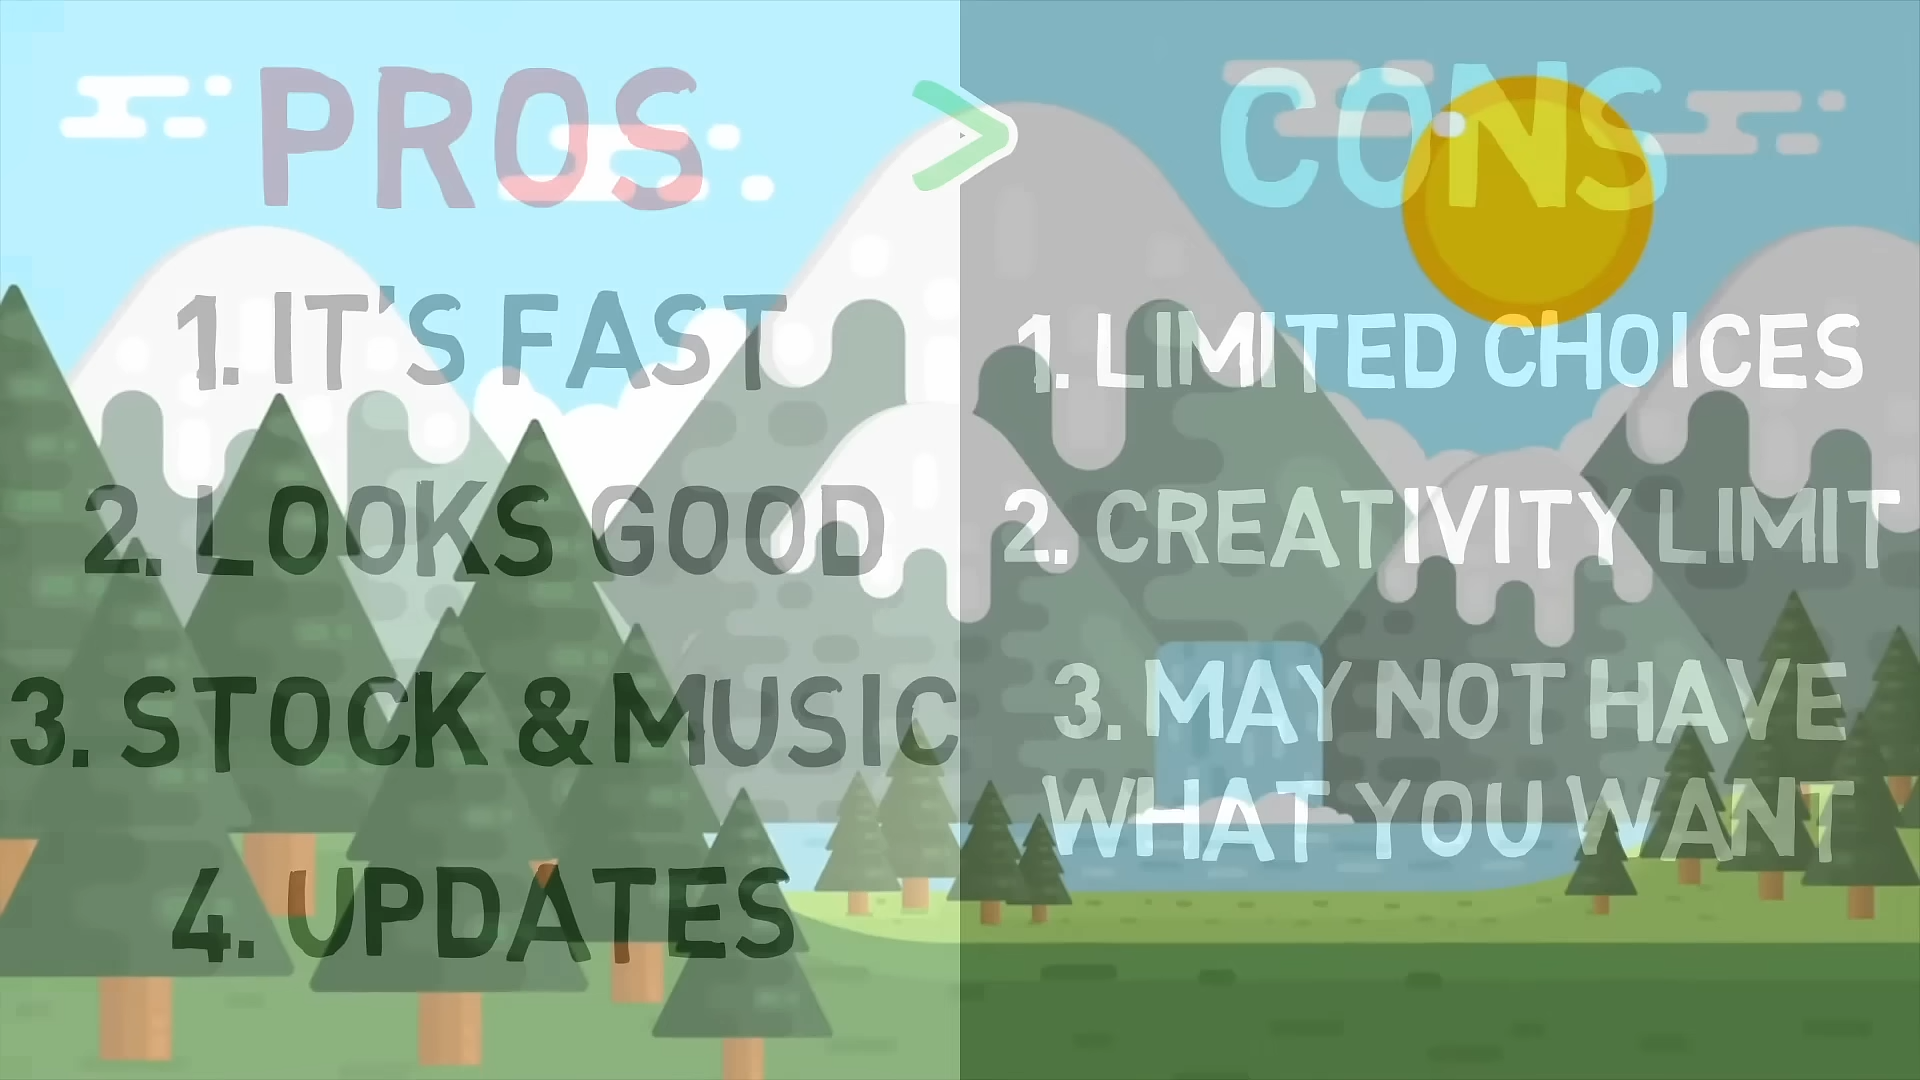 PROS
1. IT'S FAST
2. LOOKS GOOD
3. STOCK & MUSIC
4. UPDATES
>
CONS
1. LIMITED CHOICES
2. CREATIVITY LIMIT
3. MAY NOT HAVE
WHAT YOU WANT